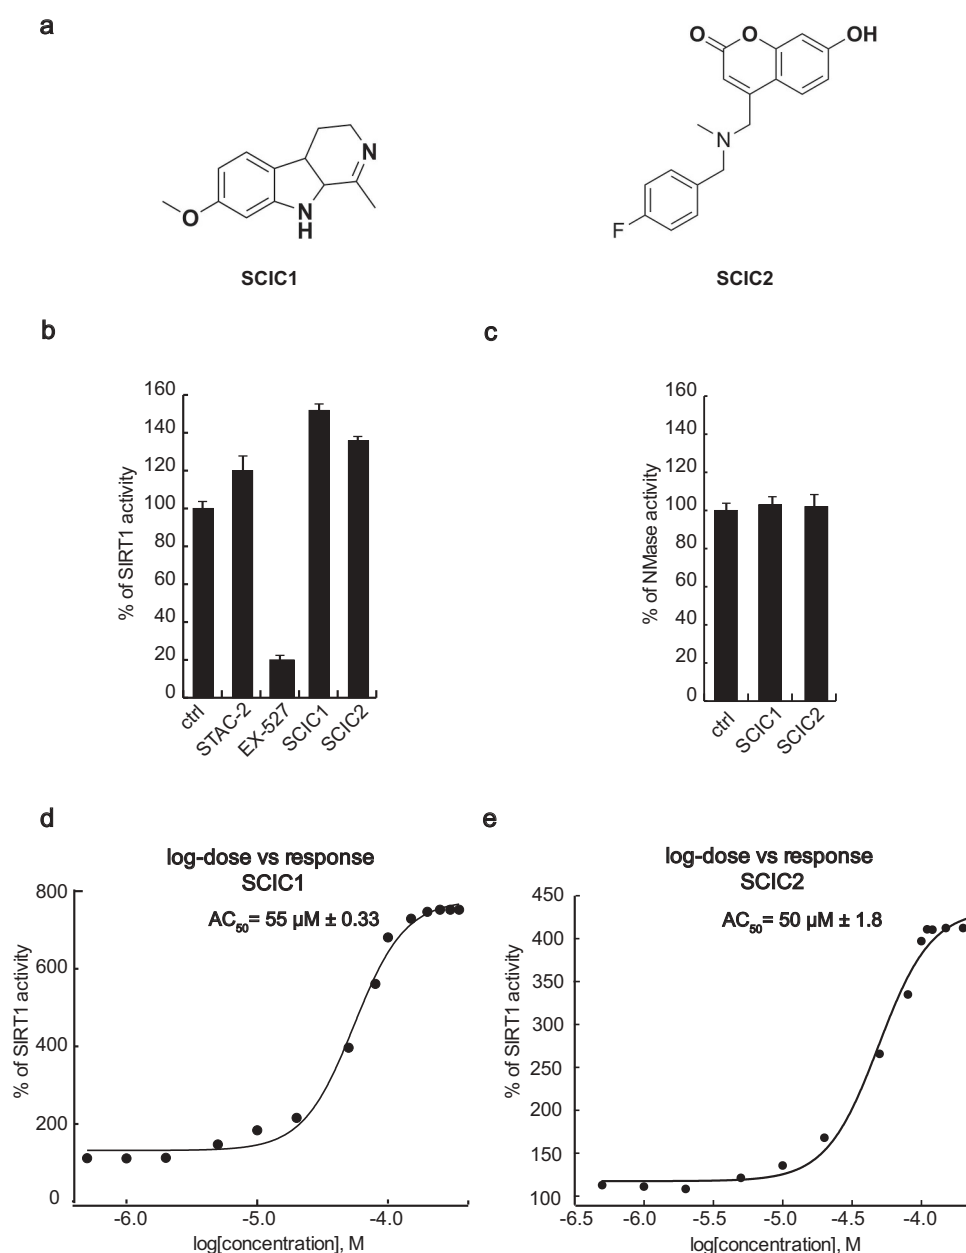 a
O O OH
N
N
F
N
H
O
SCIC1
SCIC2
b
c
% of SIRT1 activity
160
140
120
100
80
60
40
20
0
ctrl
STAC-2
EX-527
SCIC1
SCIC2
% of NMase activity
160
140
120
100
80
60
40
20
0
ctrl
SCIC1
SCIC2
d
log-dose vs response
SCIC1
AC50= 55 µM ± 0.33
% of SIRT1 activity
800
600
400
200
0
-6.0 -5.0 -4.0
log[concentration], M
e
log-dose vs response
SCIC2
AC50= 50 µM ± 1.8
% of SIRT1 activity
450
400
350
300
250
200
150
100
-6.5 -6.0 -5.5 -5.0 -4.5 -4.0
log[concentration], M